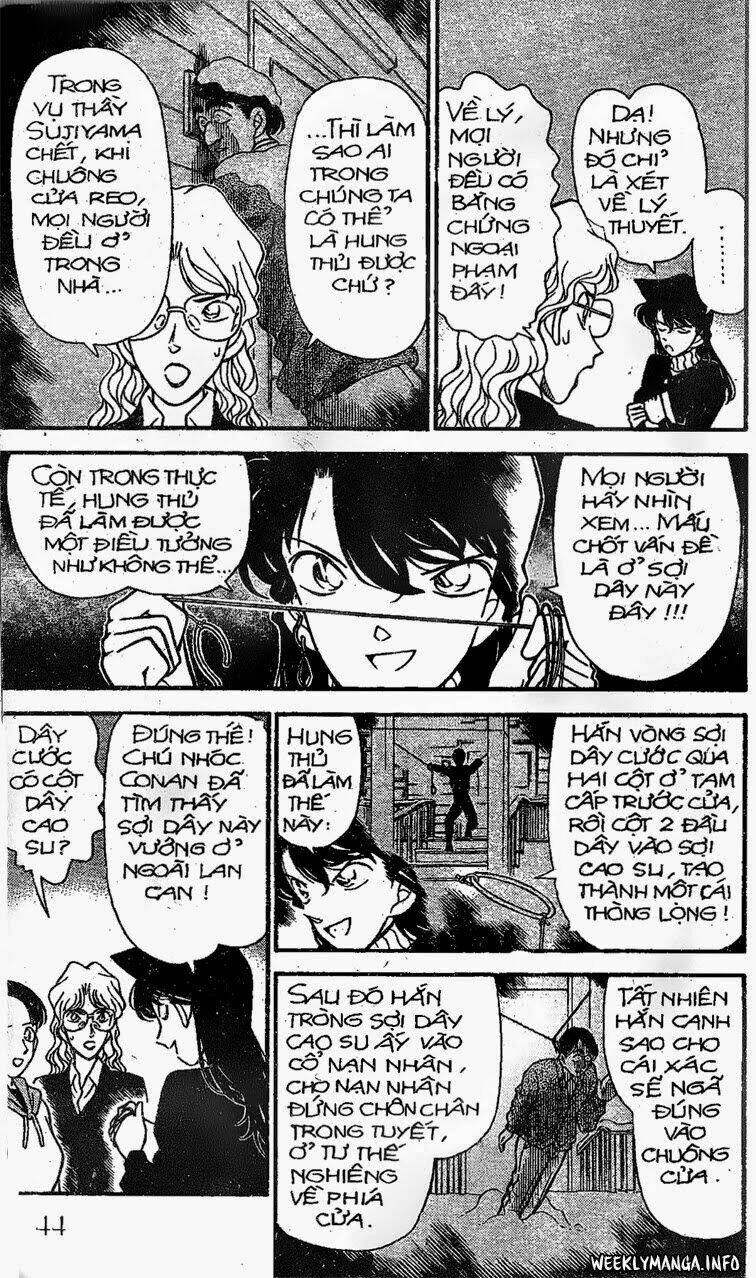 TRONG
VỤ THẦY
SUJIYAMA
CHẾT, KHI
CHUÔNG
CỬA REO,
MỌI NGƯỜI
ĐỀU Ở
TRONG
NHÀ...
...THÌ LÀM
SAO AI
TRONG
CHÚNG TA
CÓ THỂ
LÀ HUNG
THỦ ĐƯỢC
CHỨ?
VỀ LÝ,
MỌI
NGƯỜI
ĐỀU CÓ
BẰNG
CHỨNG
NGOẠI
PHẠM
ĐẤY!
DẠ!
NHƯNG
ĐÓ CHỈ
LÀ XÉT
VỀ LÝ
THUYẾT.
........
CÒN TRONG THỰC
TẾ, HUNG THỦ
ĐÃ LÀM ĐƯỢC
MỘT ĐIỀU TƯỞNG
NHƯ KHÔNG THỂ...
MỌI NGƯỜI
HÃY NHÌN
XEM... MẤU
CHỐT VẤN ĐỀ
LÀ Ở SỢI
DÂY NÀY
ĐÂY!!!
DÂY
CƯỚC
CÓ CỘT
DÂY
CAO
SU?
ĐÚNG THẾ!
CHÚ NHÓC
CONAN ĐÃ
TÌM THẤY
SỢI DÂY NÀY
VƯỚNG Ở
NGOÀI LAN
CAN!
HUNG
THỦ
ĐÃ LÀM
THẾ
NÀY:
HẮN VÒNG SỢI
DÂY CƯỚC QUA
HAI CỘT Ở TAM
CẤP TRƯỚC CỬA,
RỒI CỘT 2 ĐẦU
DÂY VÀO SỢI
CAO SU, TẠO
THÀNH MỘT CÁI
THÒNG LỌNG!
SAU ĐÓ HẮN
TRÒNG SỢI DÂY
CAO SU ẤY VÀO
CỔ NẠN NHÂN,
CHO NẠN NHÂN
ĐỨNG CHÔN CHÂN
TRONG TUYẾT,
Ở TƯ THẾ
NGHIÊNG
VỀ PHÍA
CỬA.
TẤT NHIÊN
HẮN CANH
SAO CHO
CÁI XÁC
SẼ NGÃ
ĐÚNG
VÀO
CHUÔNG
CỬA.
44
WEEKLYMANGA.INFO